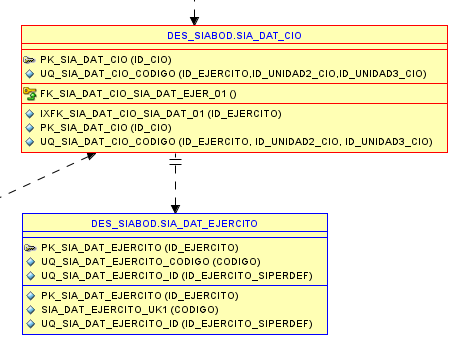 DES_SIABOD.SIA_DAT_CIO
PK_SIA_DAT_CIO (ID_CIO)
UQ_SIA_DAT_CIO_CODIGO (ID_EJERCITO,ID_UNIDAD2_CIO,ID_UNIDAD3_CIO)
FK_SIA_DAT_CIO_SIA_DAT_EJER_01 ()
IXFK_SIA_DAT_CIO_SIA_DAT_01 (ID_EJERCITO)
PK_SIA_DAT_CIO (ID_CIO)
UQ_SIA_DAT_CIO_CODIGO (ID_EJERCITO, ID_UNIDAD2_CIO, ID_UNIDAD3_CIO)
DES_SIABOD.SIA_DAT_EJERCITO
PK_SIA_DAT_EJERCITO (ID_EJERCITO)
UQ_SIA_DAT_EJERCITO_CODIGO (CODIGO)
UQ_SIA_DAT_EJERCITO_ID (ID_EJERCITO_SIPERDEF)
PK_SIA_DAT_EJERCITO (ID_EJERCITO)
SIA_DAT_EJERCITO_UK1 (CODIGO)
UQ_SIA_DAT_EJERCITO_ID (ID_EJERCITO_SIPERDEF)